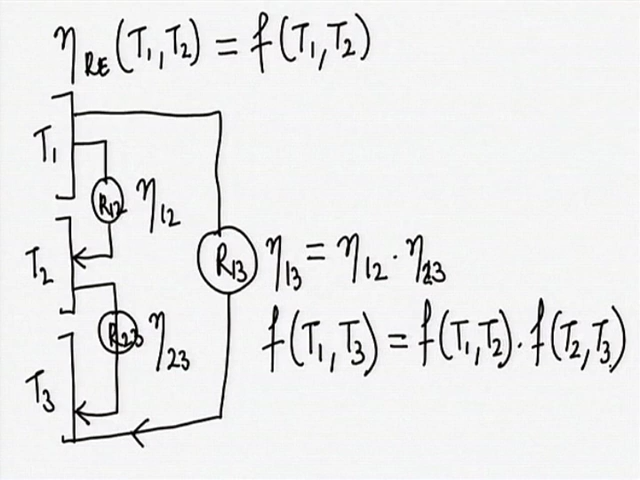 η_RE (T₁, T₂) = f(T₁, T₂)
T₁
R₁₂ η₁₂
T₂
R₁₃ η₁₃ = η₁₂ · η₂₃
R₂₃ η₂₃
f(T₁, T₃) = f(T₁, T₂) · f(T₂, T₃)
T₃